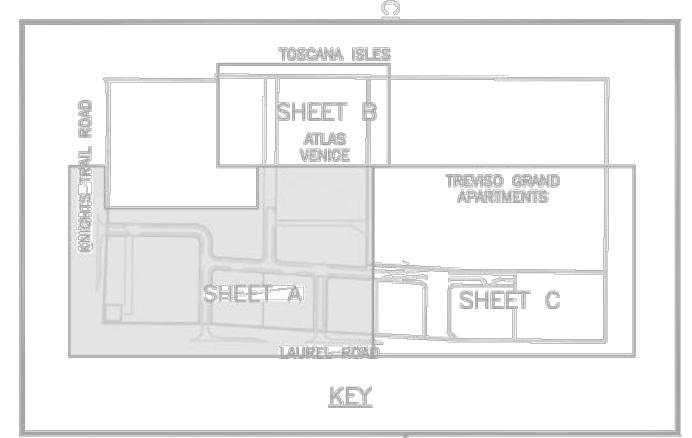 TOSCANA ISLES
SHEET B
ATLAS
VENICE
KNIGHTS TRAIL ROAD
TREVISO GRAND
APARTMENTS
SHEET A
SHEET C
LAUREL ROAD
KEY